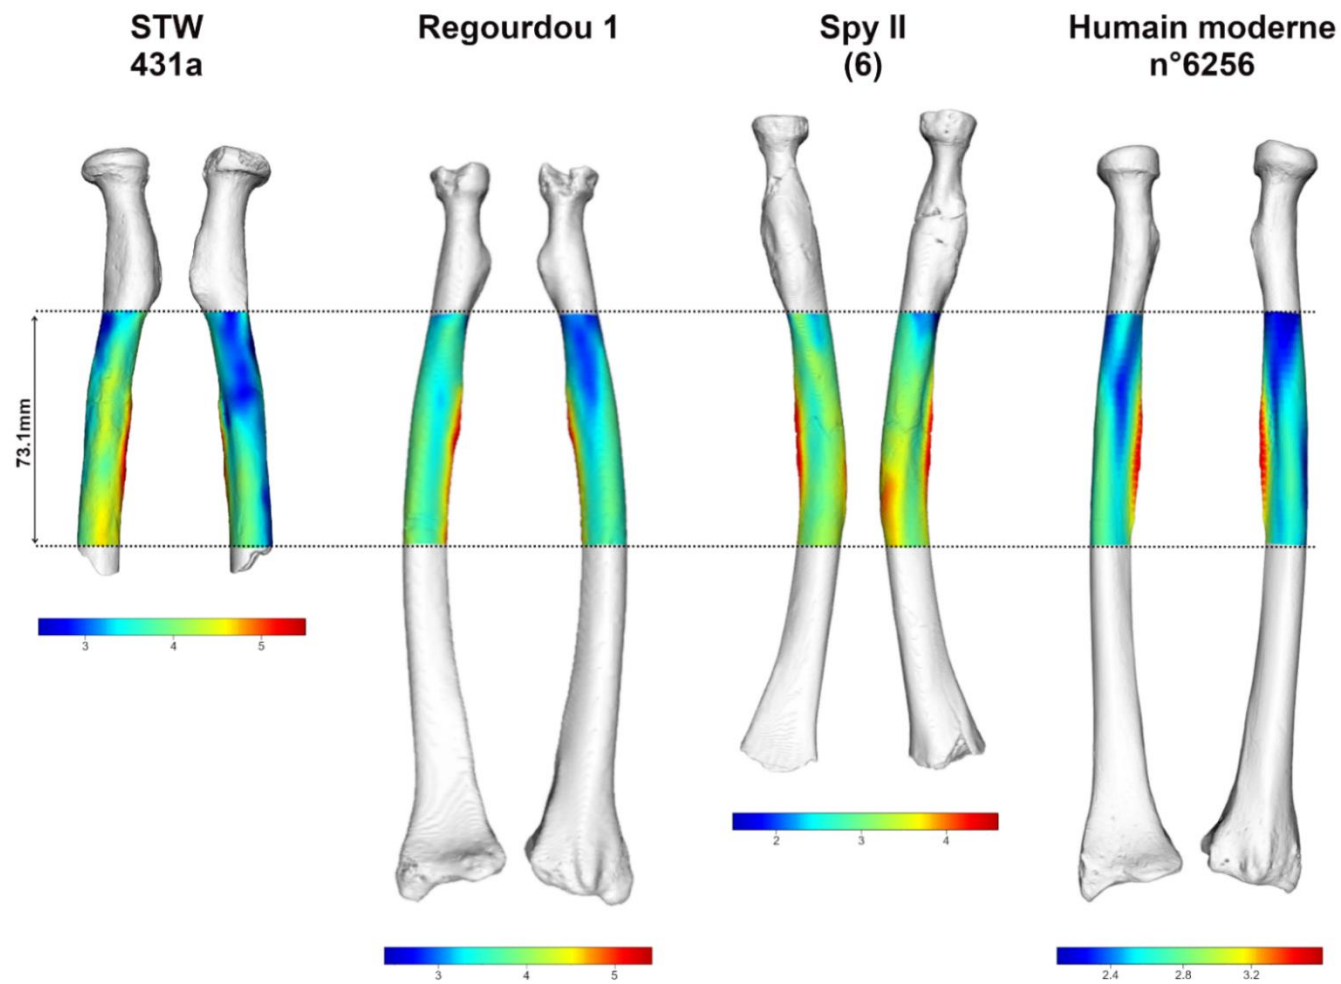 STW
431a
Regourdou 1
Spy II
(6)
Humain moderne
n°6256
73.1mm
3 4 5
2 3 4
3 4 5
2.4 2.8 3.2